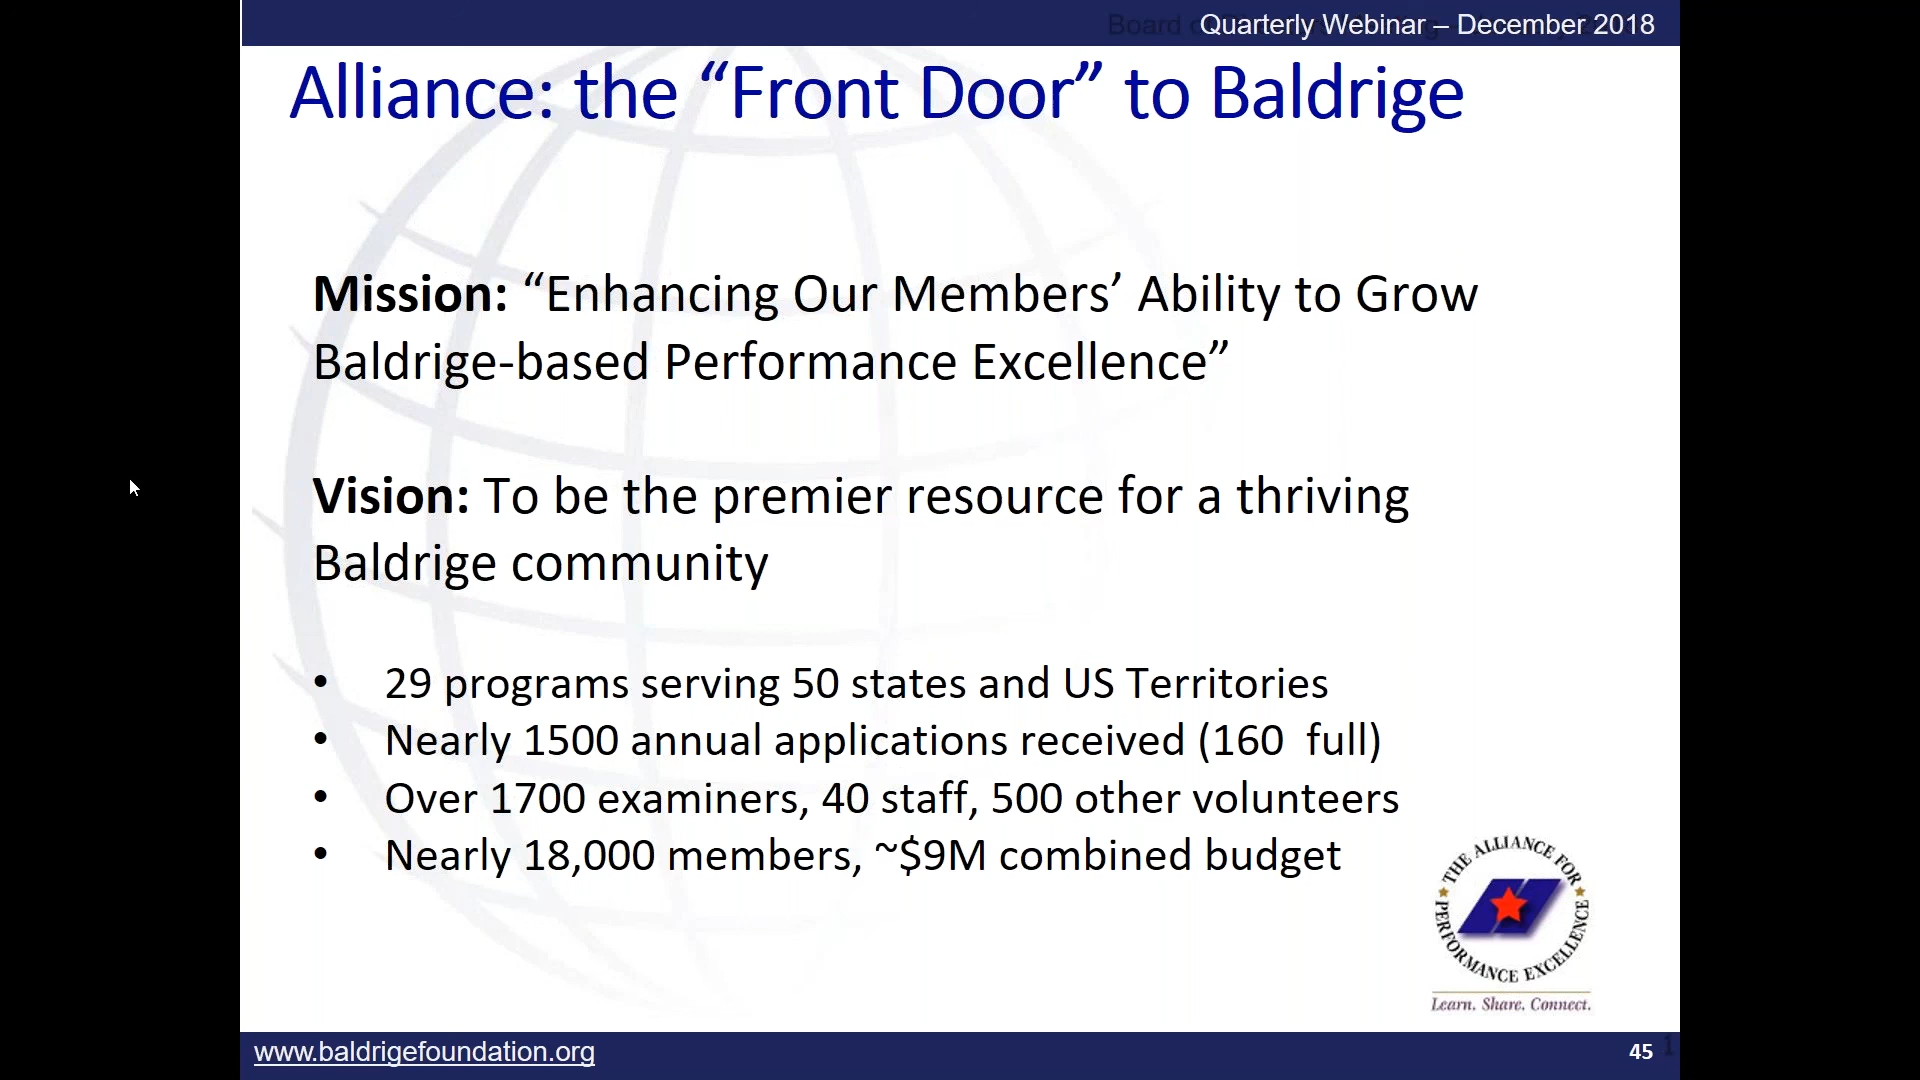 Quarterly Webinar – December 2018
Alliance: the “Front Door” to Baldrige
Mission: “Enhancing Our Members’ Ability to Grow
Baldrige-based Performance Excellence”
Vision: To be the premier resource for a thriving
Baldrige community
• 29 programs serving 50 states and US Territories
• Nearly 1500 annual applications received (160  full)
• Over 1700 examiners, 40 staff, 500 other volunteers
• Nearly 18,000 members, ~$9M combined budget
THE ALLIANCE FOR
PERFORMANCE EXCELLENCE
Learn. Share. Connect.
www.baldrigefoundation.org
45